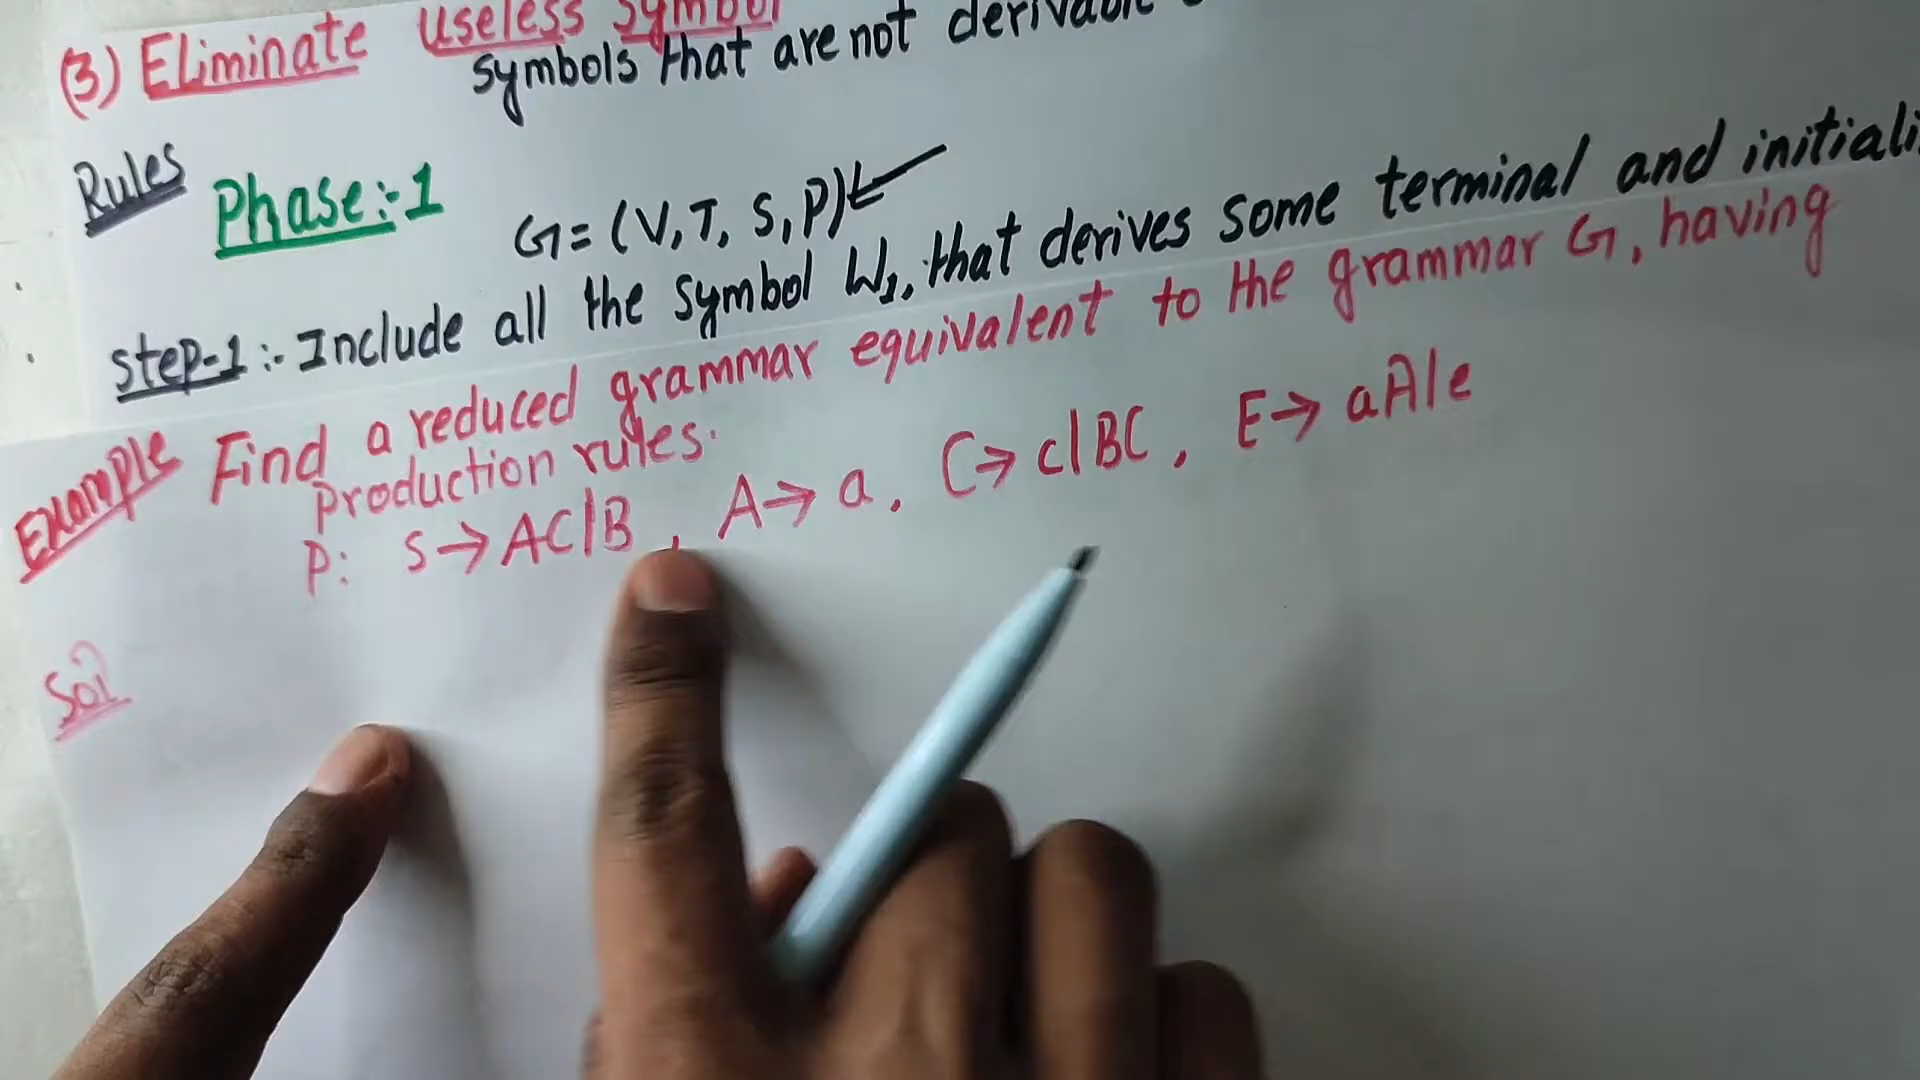 (3) Eliminate useless symbol
symbols that are not derivable
Rules
Phase:-1
G=(V,T, S,P)
Step-1:- Include all the symbol W1, that derives some terminal and initiali
Example Find a reduced grammar equivalent to the grammar G, having
Production rules.
P: S→AC|B, A→a, C→c|BC, E→aA|e
Sol